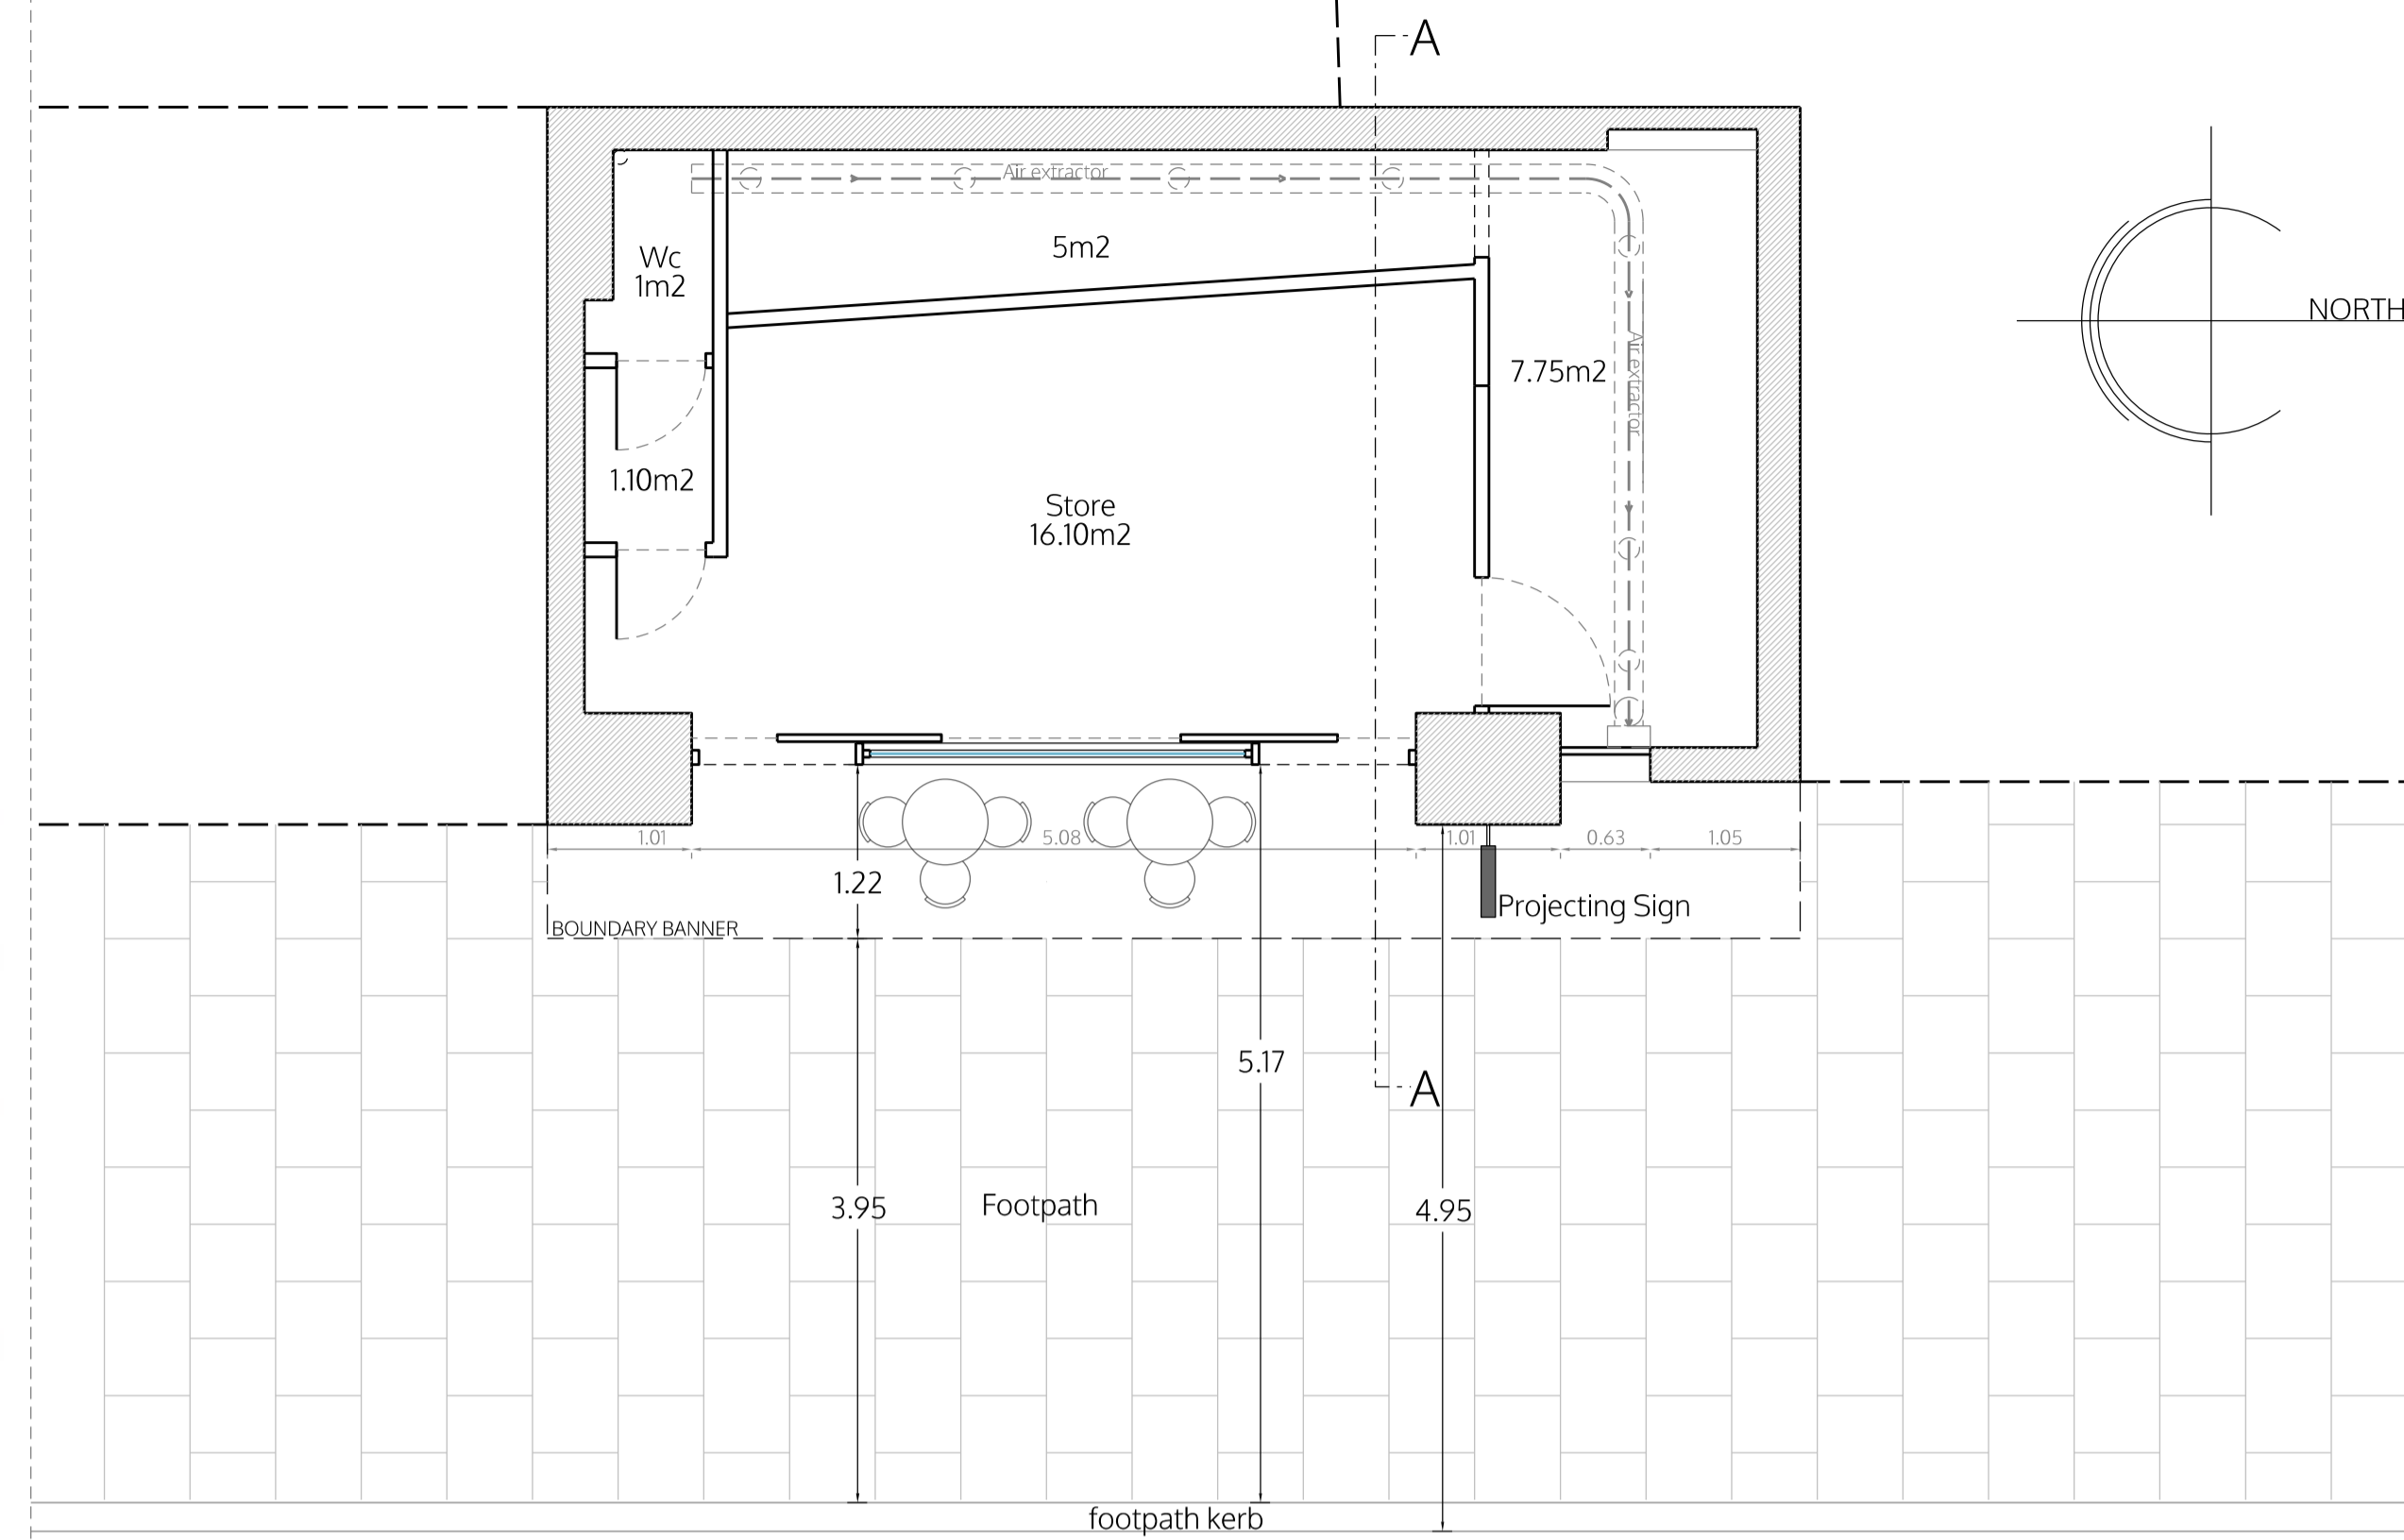 A
Air extractor
Wc
1m2
5m2
NORTH
7.75m2
Air extractor
1.10m2
Store
16.10m2
1.01
5.08
1.01
0.63
1.05
1.22
Projecting Sign
BOUNDARY BANNER
5.17
A
3.95
Footpath
4.95
footpath kerb